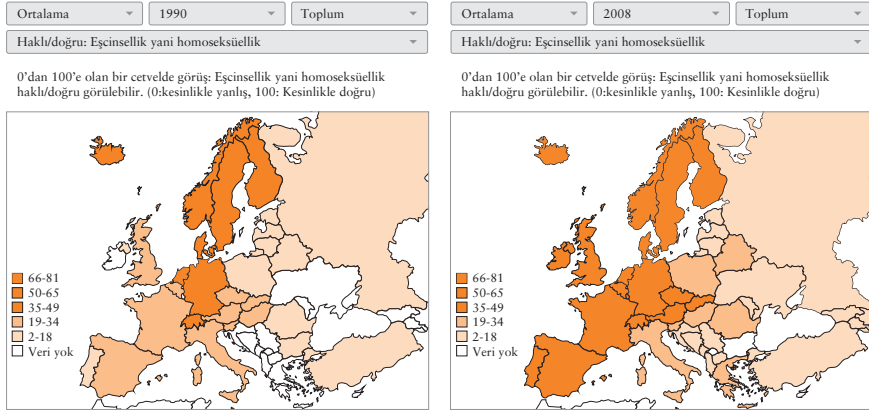 Ortalama 1990 Toplum
Haklı/doğru: Eşcinsellik yani homoseksüellik
0’dan 100’e olan bir cetvelde görüş: Eşcinsellik yani homoseksüellik
haklı/doğru görülebilir. (0:kesinlikle yanlış, 100: Kesinlikle doğru)
66-81
50-65
35-49
19-34
2-18
Veri yok
Ortalama 2008 Toplum
Haklı/doğru: Eşcinsellik yani homoseksüellik
0’dan 100’e olan bir cetvelde görüş: Eşcinsellik yani homoseksüellik
haklı/doğru görülebilir. (0:kesinlikle yanlış, 100: Kesinlikle doğru)
66-81
50-65
35-49
19-34
2-18
Veri yok